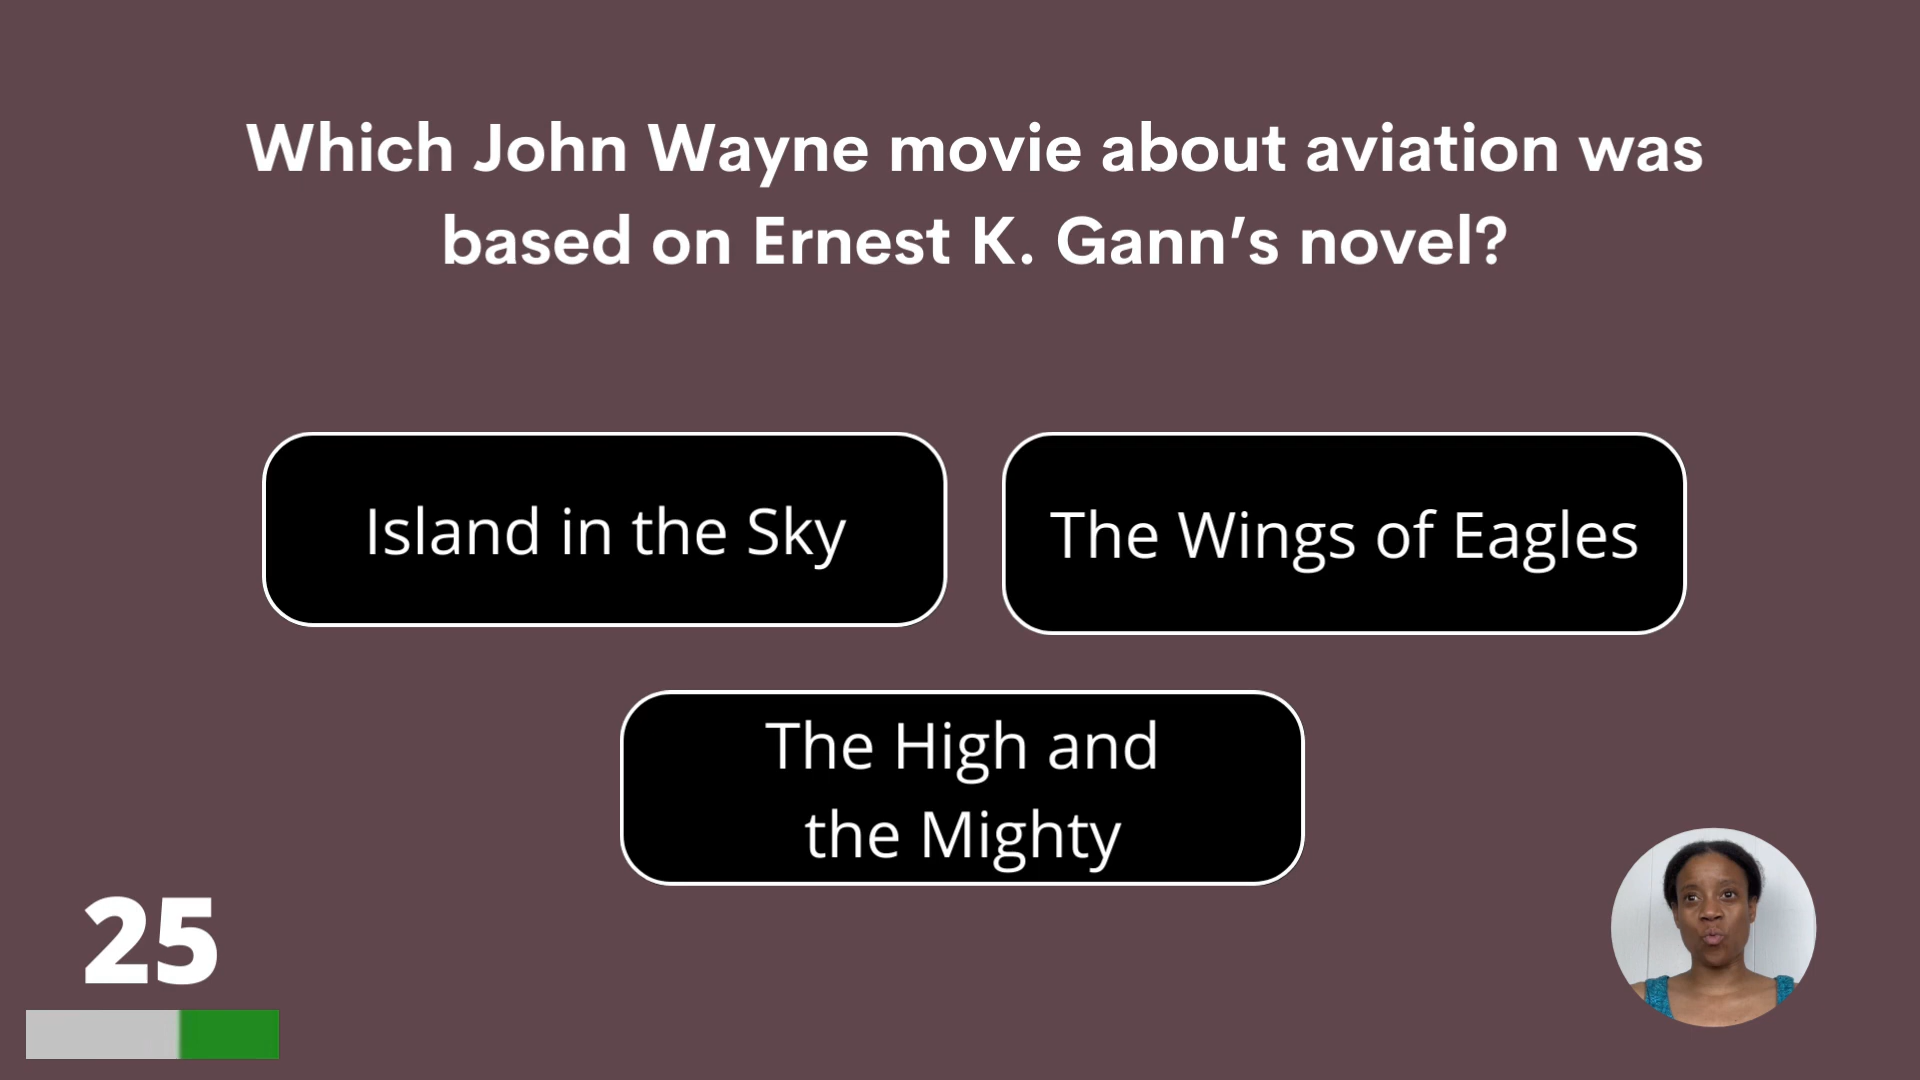 Which John Wayne movie about aviation was
based on Ernest K. Gann’s novel?
Island in the Sky
The Wings of Eagles
The High and
the Mighty
25